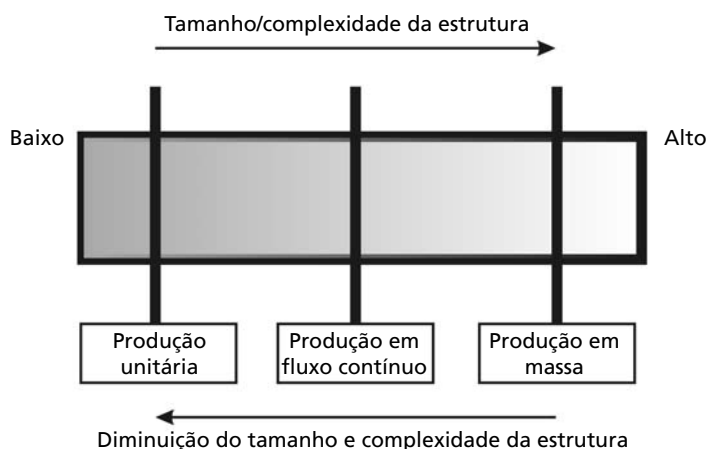 Tamanho/complexidade da estrutura
Baixo
Alto
Produção
unitária
Produção em
fluxo contínuo
Produção em
massa
Diminuição do tamanho e complexidade da estrutura